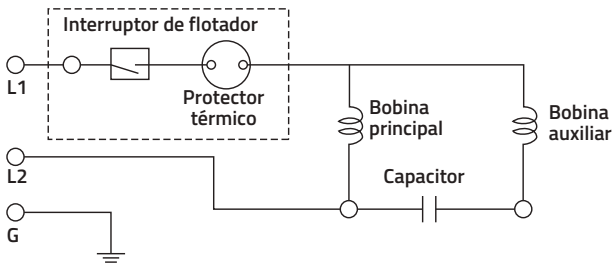 Interruptor de flotador
L1
Protector
térmico
Bobina
principal
Bobina
auxiliar
L2
Capacitor
G